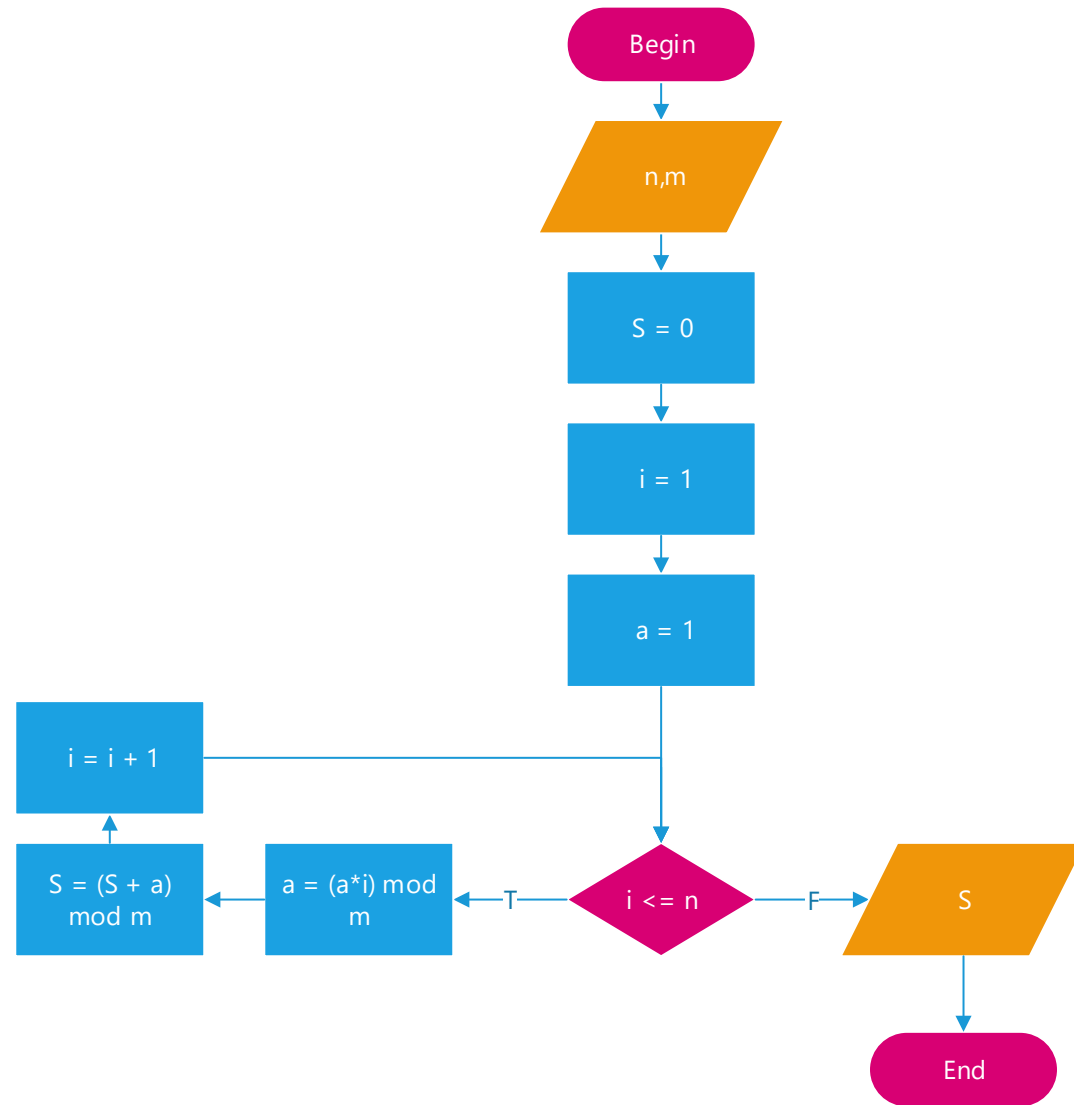 Begin
n,m
S = 0
i = 1
a = 1
i = i + 1
S = (S + a)
mod m
a = (a*i) mod
m
T
i <= n
F
S
End